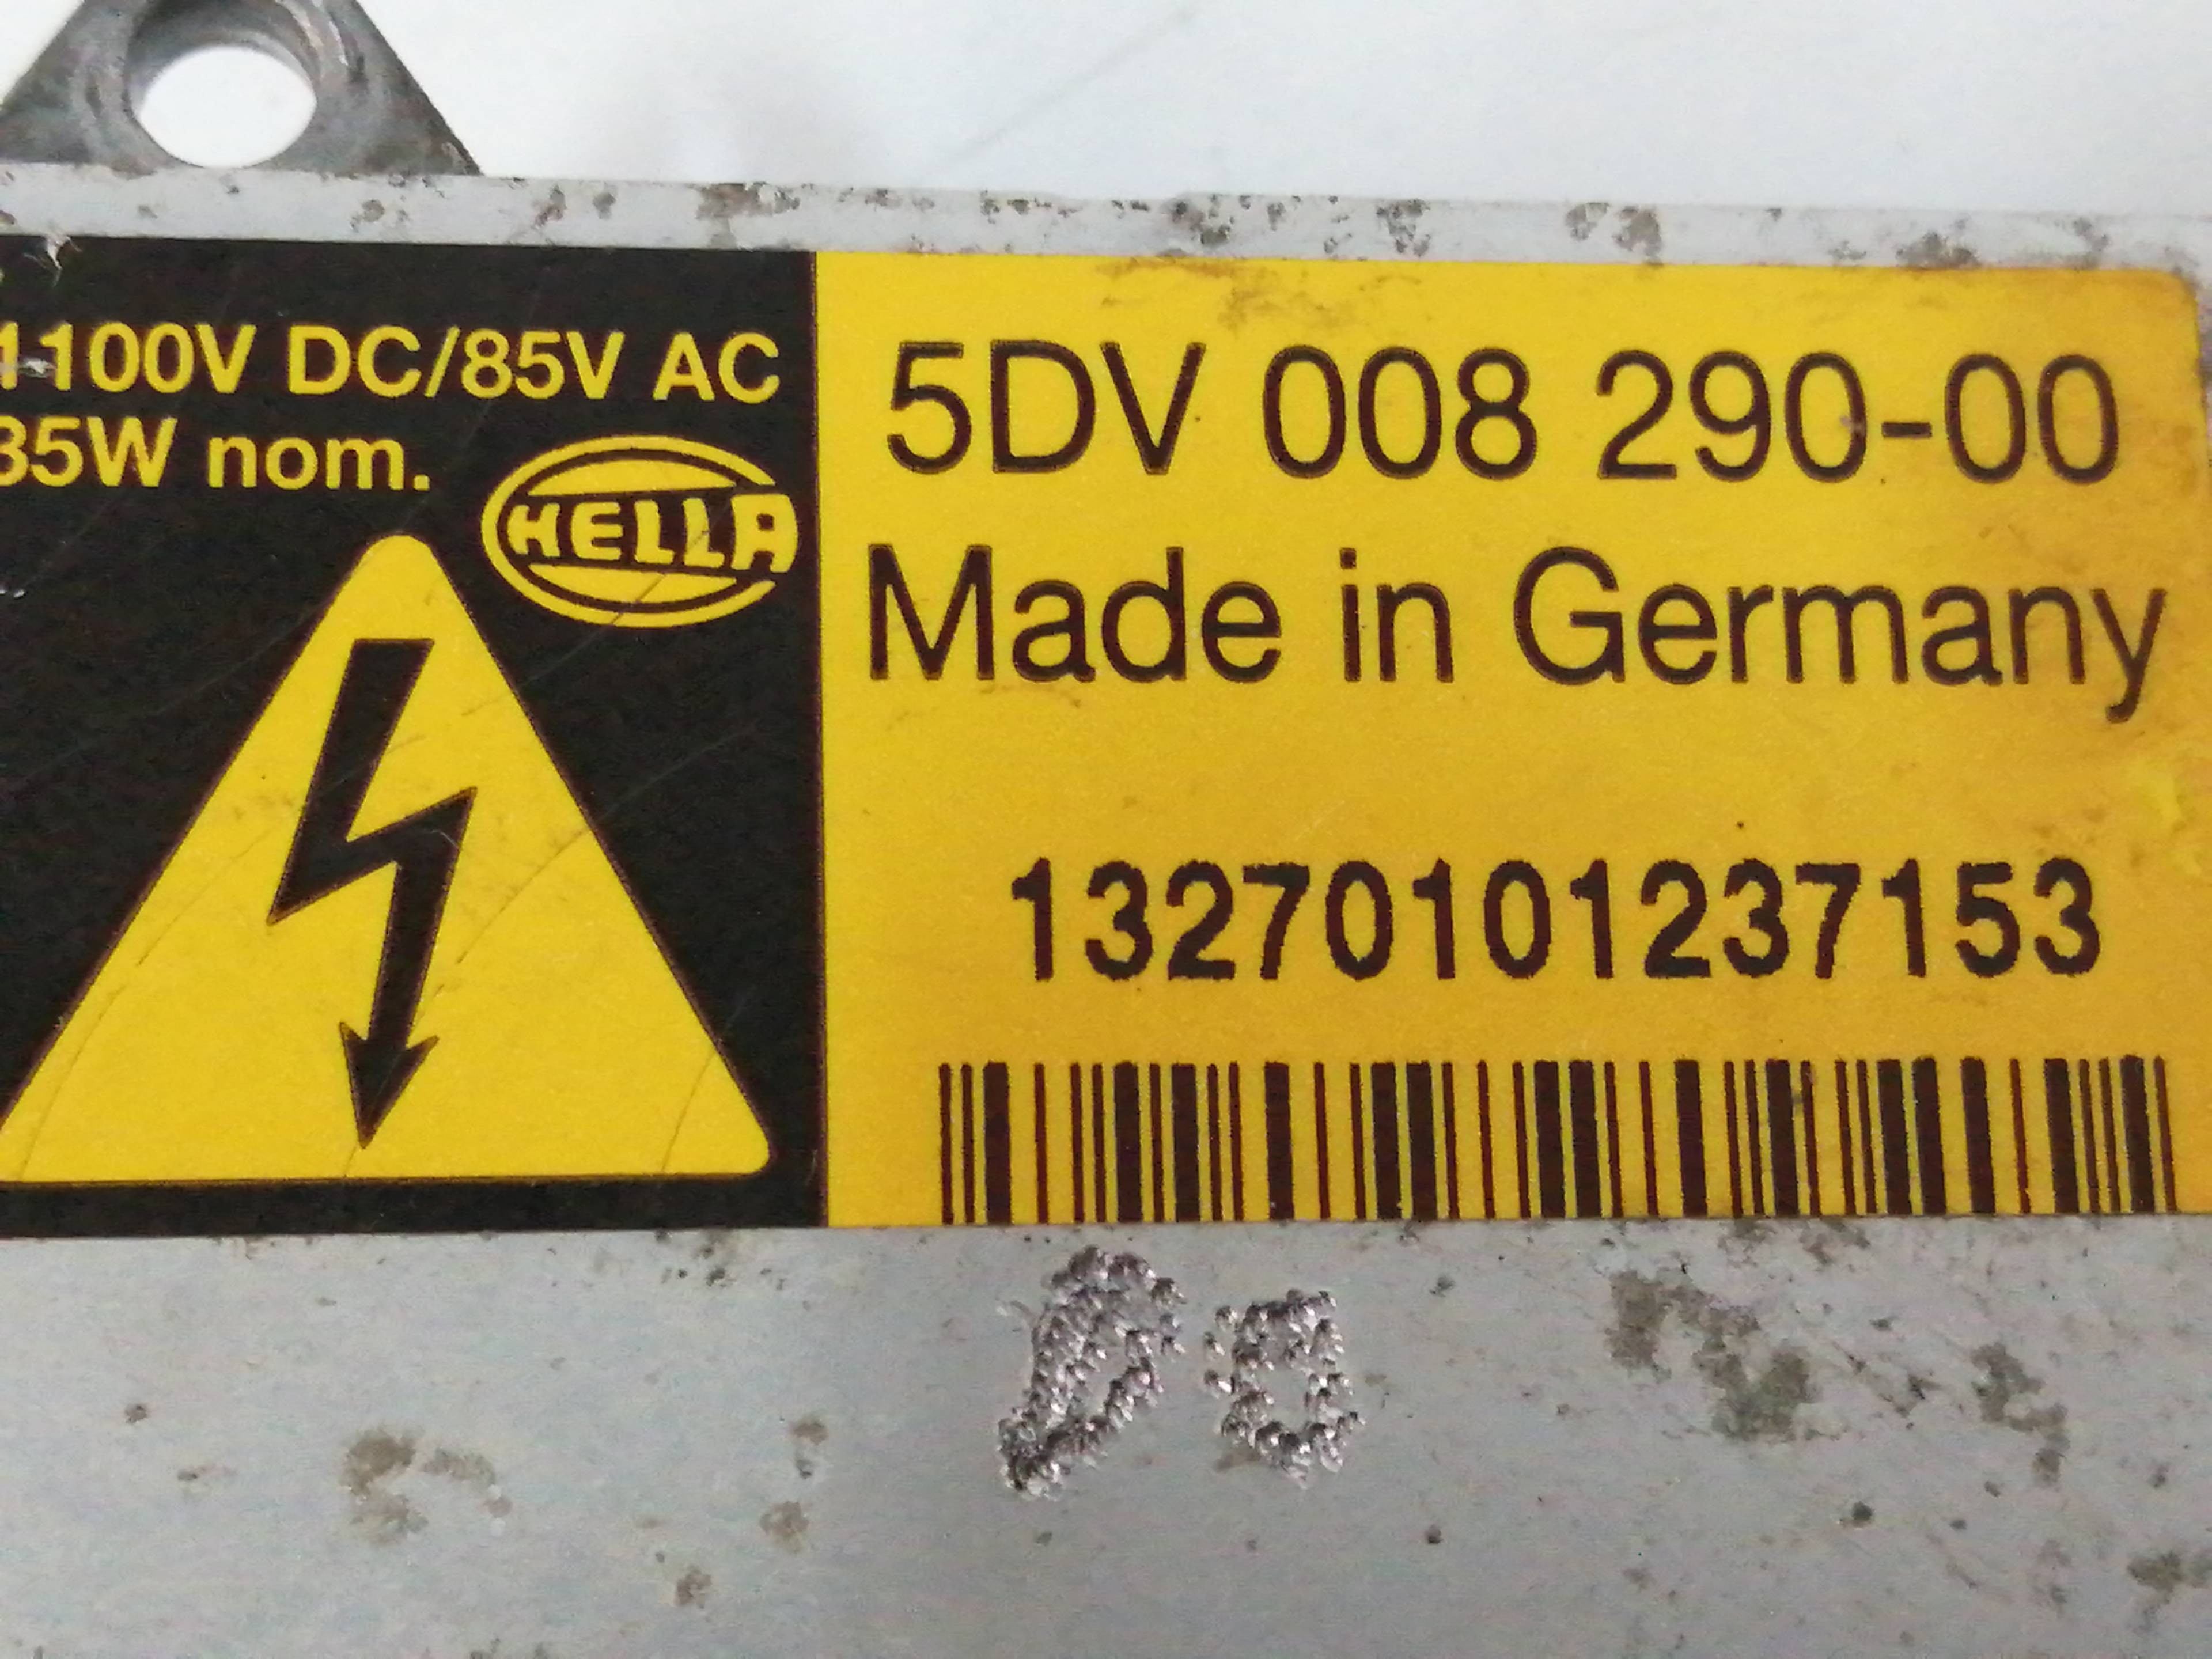 1100V DC/85V AC
35W nom.
HELLA
5DV 008 290-00
Made in Germany
13270101237153